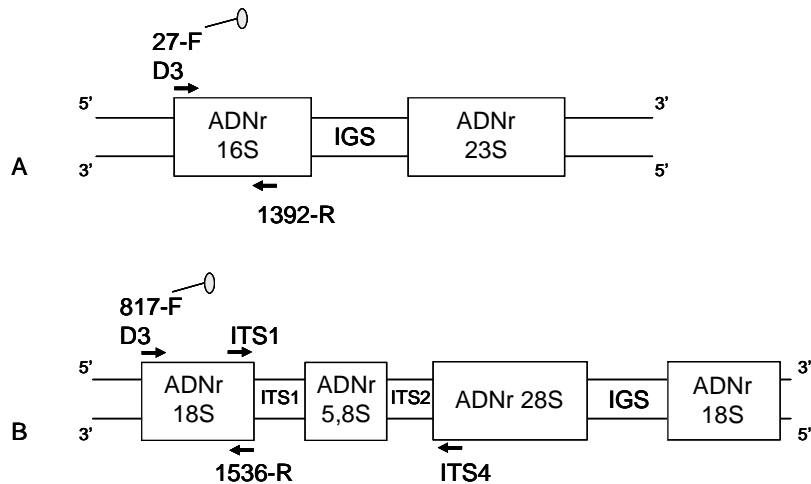 27-F
D3
5’
3’
ADNr
16S
IGS
ADNr
23S
A
3’
5’
1392-R
817-F
D3
ITS1
5’
3’
ADNr
18S
ITS1
ADNr
5,8S
ITS2
ADNr 28S
IGS
ADNr
18S
B
3’
5’
1536-R
ITS4